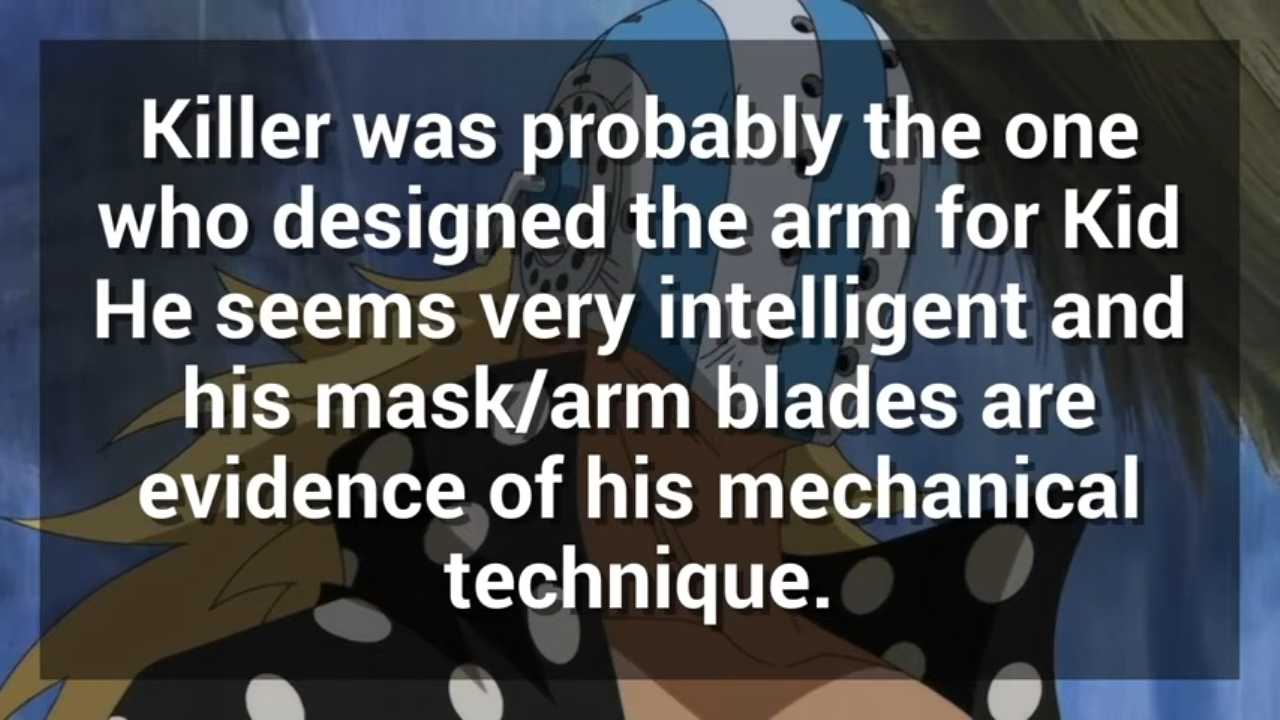 Killer was probably the one
who designed the arm for Kid
He seems very intelligent and
his mask/arm blades are
evidence of his mechanical
technique.